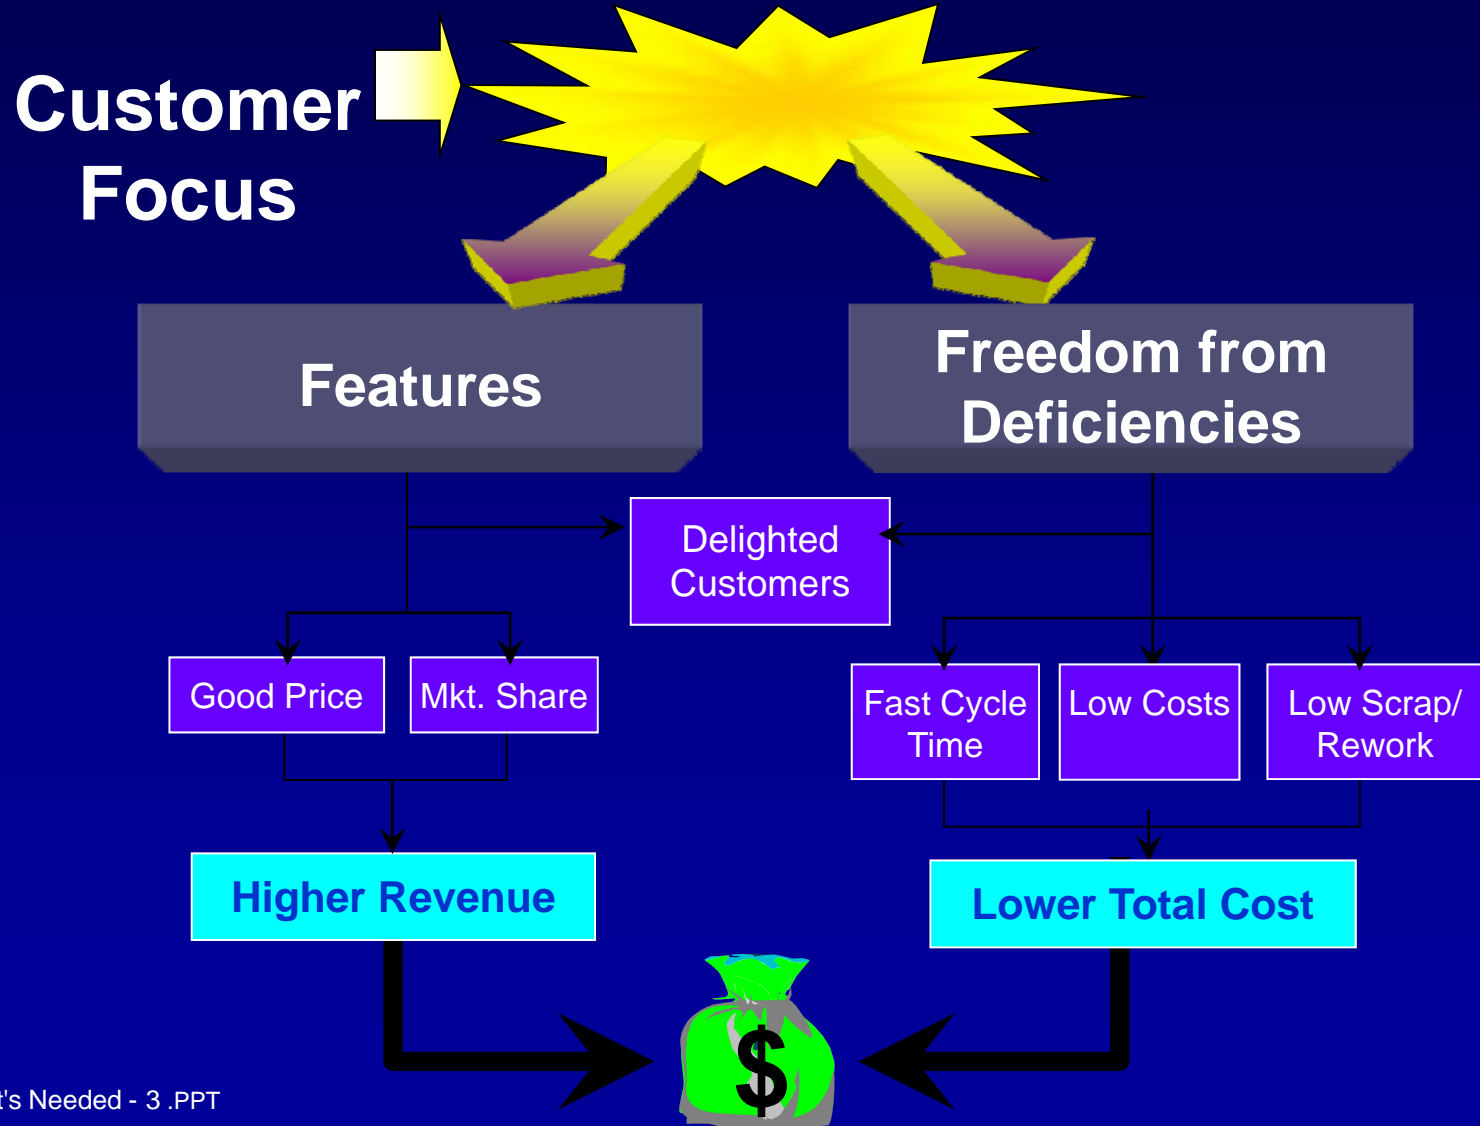 Customer
Focus
Features
Freedom from
Deficiencies
Delighted
Customers
Good Price
Mkt. Share
Fast Cycle
Time
Low Costs
Low Scrap/
Rework
Higher Revenue
Lower Total Cost
$
t's Needed - 3 .PPT